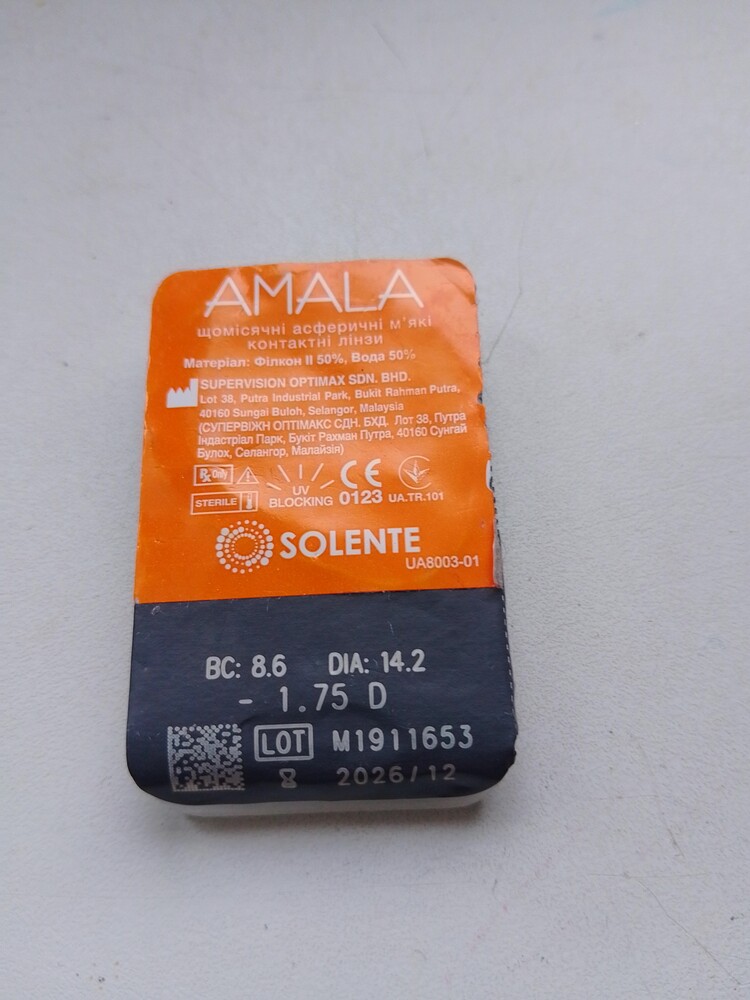 AMALA
щомісячні асферичні м'які
контактні лінзи
Матеріал: Філкон II 50%, Вода 50%
SUPERVISION OPTIMAX SDN. BHD.
Lot 38, Putra Industrial Park, Bukit Rahman Putra,
40160 Sungai Buloh, Selangor, Malaysia
(СУПЕРВІЖН ОПТІМАКС СДН. БХД. Лот 38, Путра
Індастріал Парк, Букіт Рахман Путра, 40160 Сунгай
Булох, Селангор, Малайзія)
Rx Only
UV
BLOCKING
CE
0123
UA.TR.101
STERILE
SOLENTE
UA8003-01
BC: 8.6 DIA: 14.2
- 1.75 D
LOT M1911653
2026/12